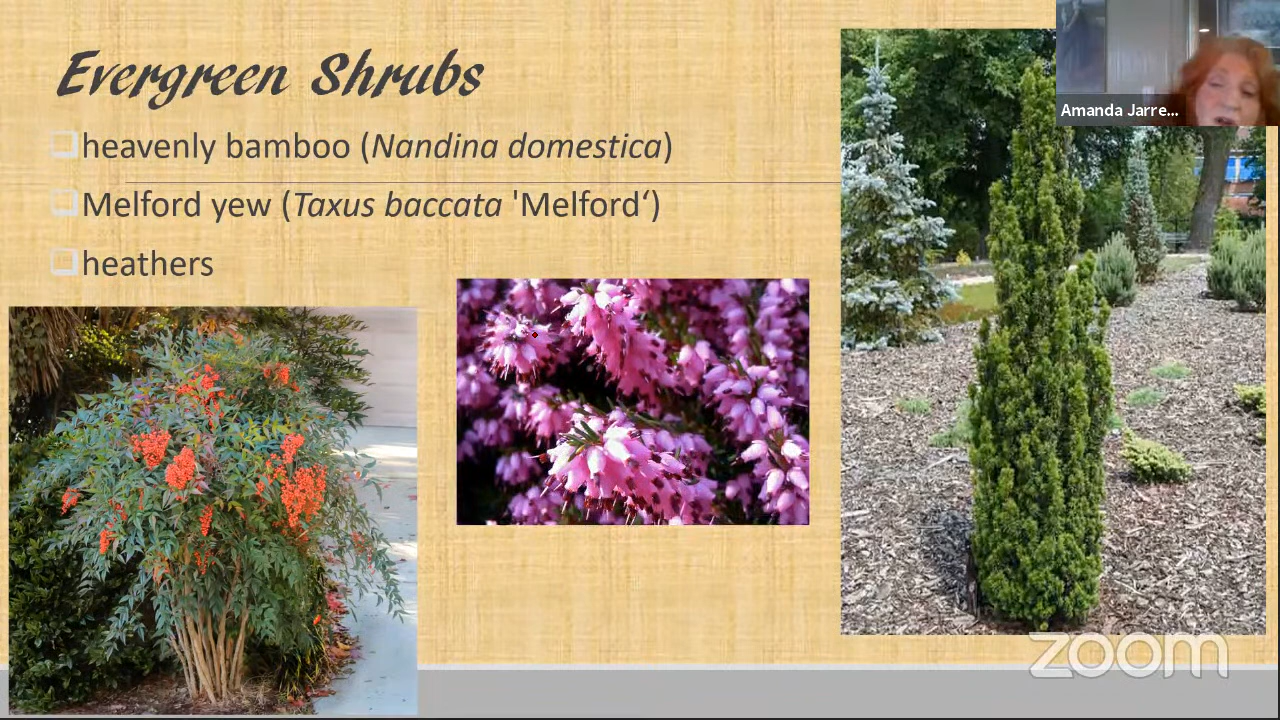 Evergreen Shrubs
heavenly bamboo (Nandina domestica)
Melford yew (Taxus baccata 'Melford‘)
heathers
Amanda Jarre...
zoom